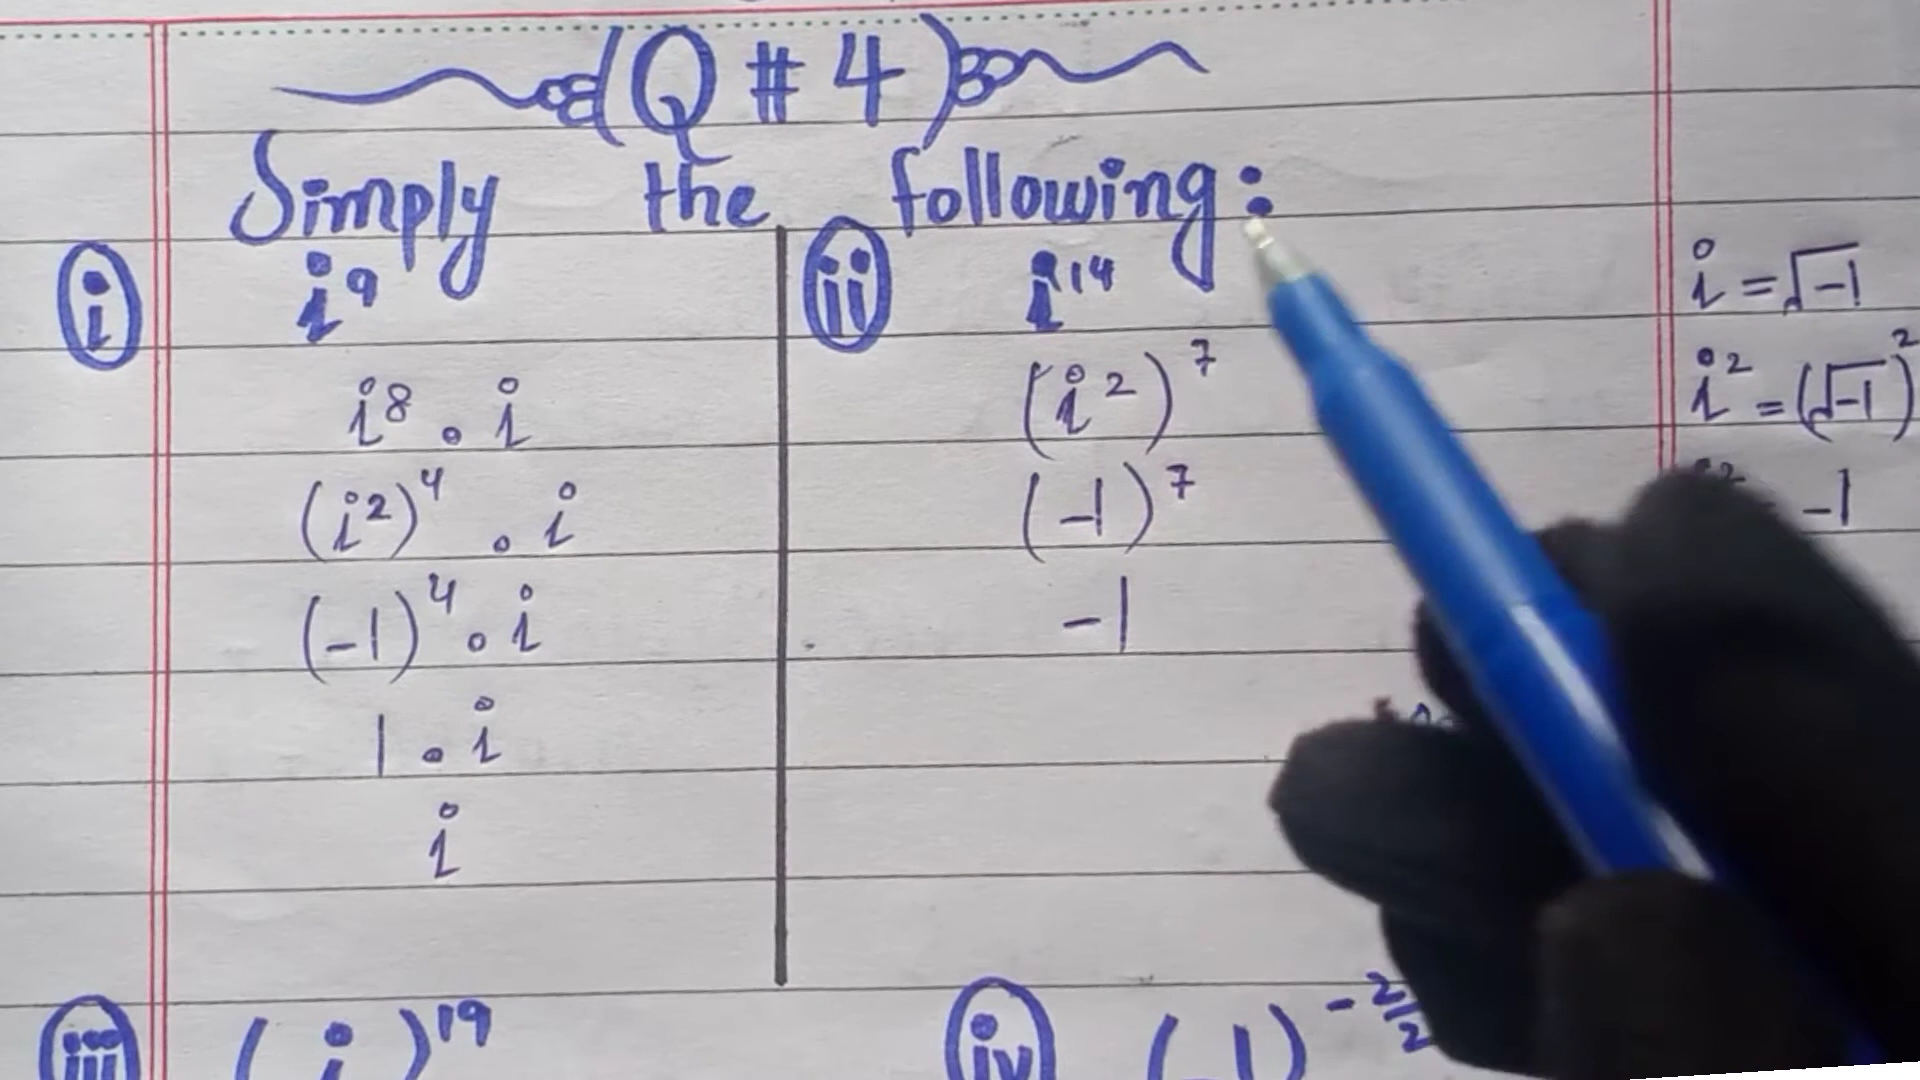 (Q # 4)
Simply the following:
i i⁹
i⁸ . i
(i²)⁴ . i
(-1)⁴ . i
1 . i
i
ii i¹⁴
(i²)⁷
(-1)⁷
-1
i = √-1
i² = (√-1)²
-1
iii (i)¹⁹
iv